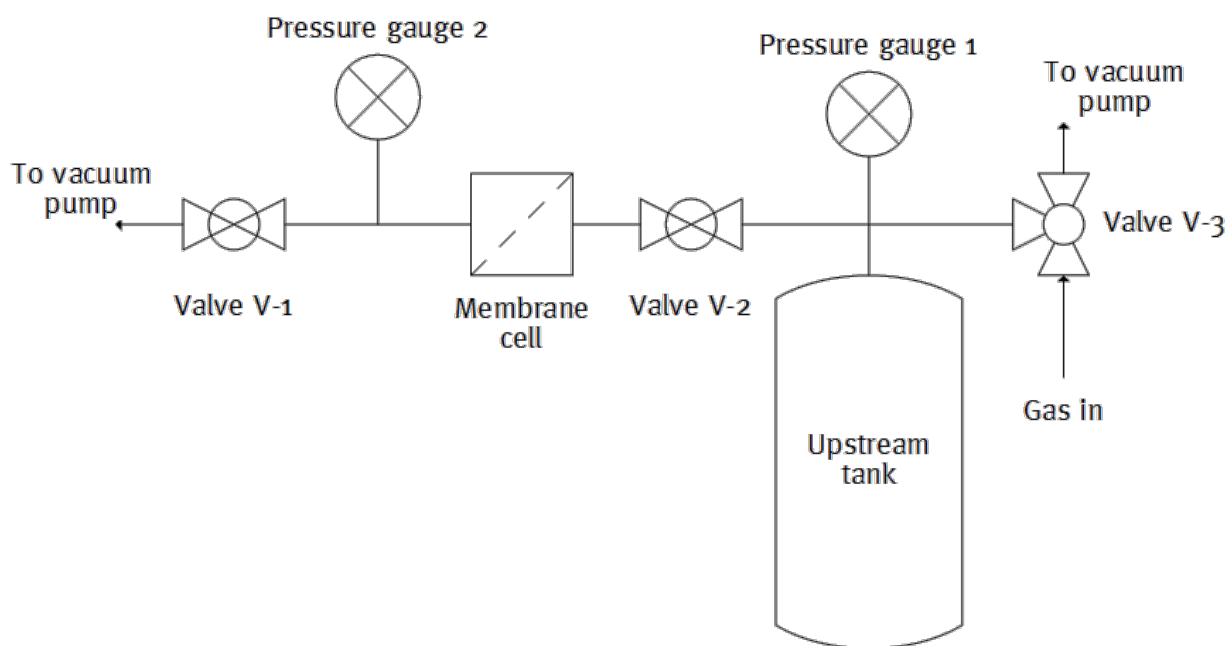 Pressure gauge 2
Pressure gauge 1
To vacuum
pump
To vacuum
pump
Valve V-3
Valve V-1
Membrane
cell
Valve V-2
Gas in
Upstream
tank